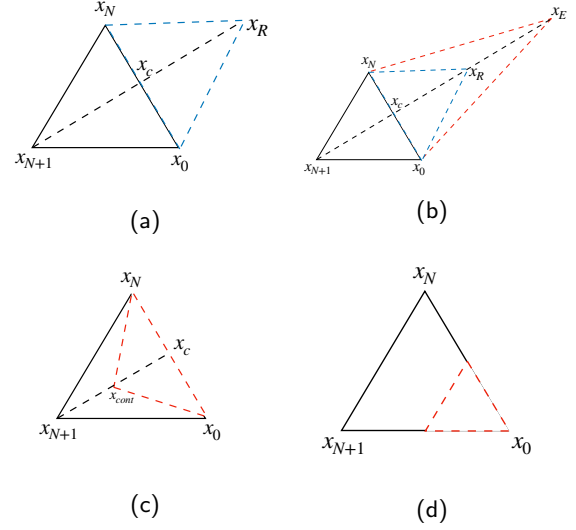 x_N
x_R
x_c
x_{N+1}
x_0
(a)
x_E
x_N
x_R
x_c
x_{N+1}
x_0
(b)
x_N
x_c
x_{cont}
x_{N+1}
x_0
(c)
x_N
x_{N+1}
x_0
(d)